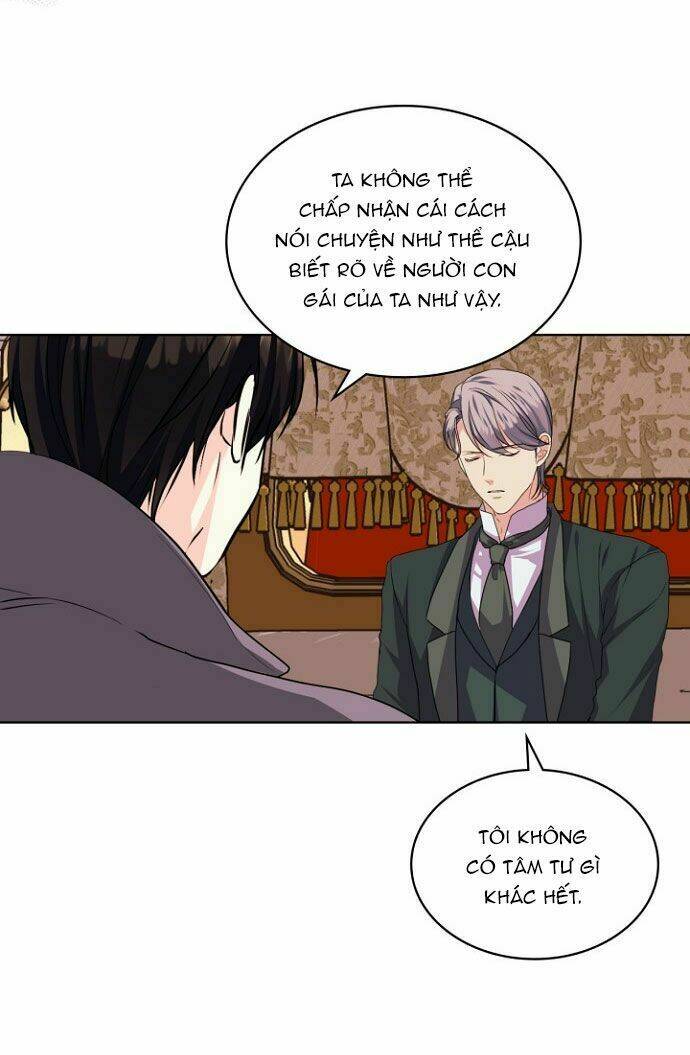 TA KHÔNG THỂ
CHẤP NHẬN CÁI CÁCH
NÓI CHUYỆN NHƯ THỂ CẬU
BIẾT RÕ VỀ NGƯỜI CON
GÁI CỦA TA NHƯ VẬY.
TÔI KHÔNG
CÓ TÂM TƯ GÌ
KHÁC HẾT.